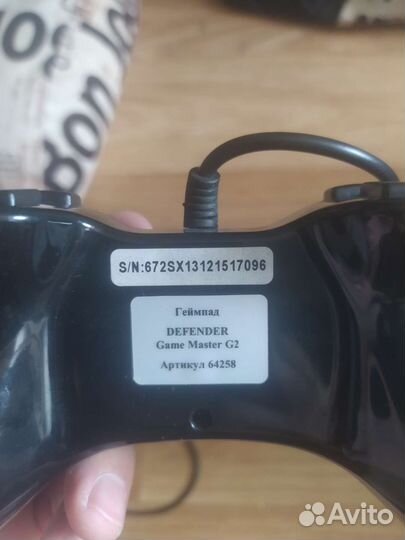 S/N:672SX13121517096
Геймпад
DEFENDER
Game Master G2
Артикул 64258
Avito